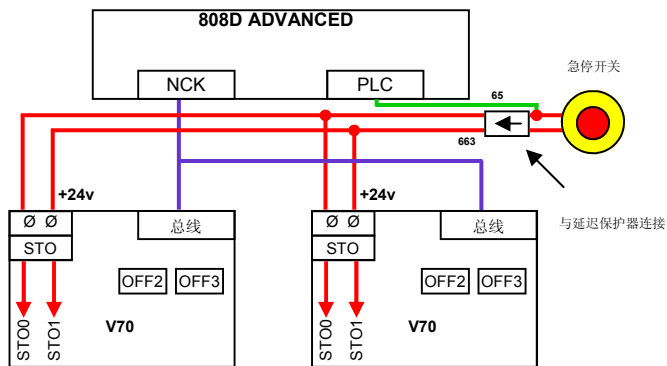 808D ADVANCED
NCK
PLC
急停开关
65
663
+24v
+24v
与延迟保护器连接
Ø Ø
总线
STO
OFF2
OFF3
STO0
STO1
V70
Ø Ø
总线
STO
OFF2
OFF3
STO0
STO1
V70